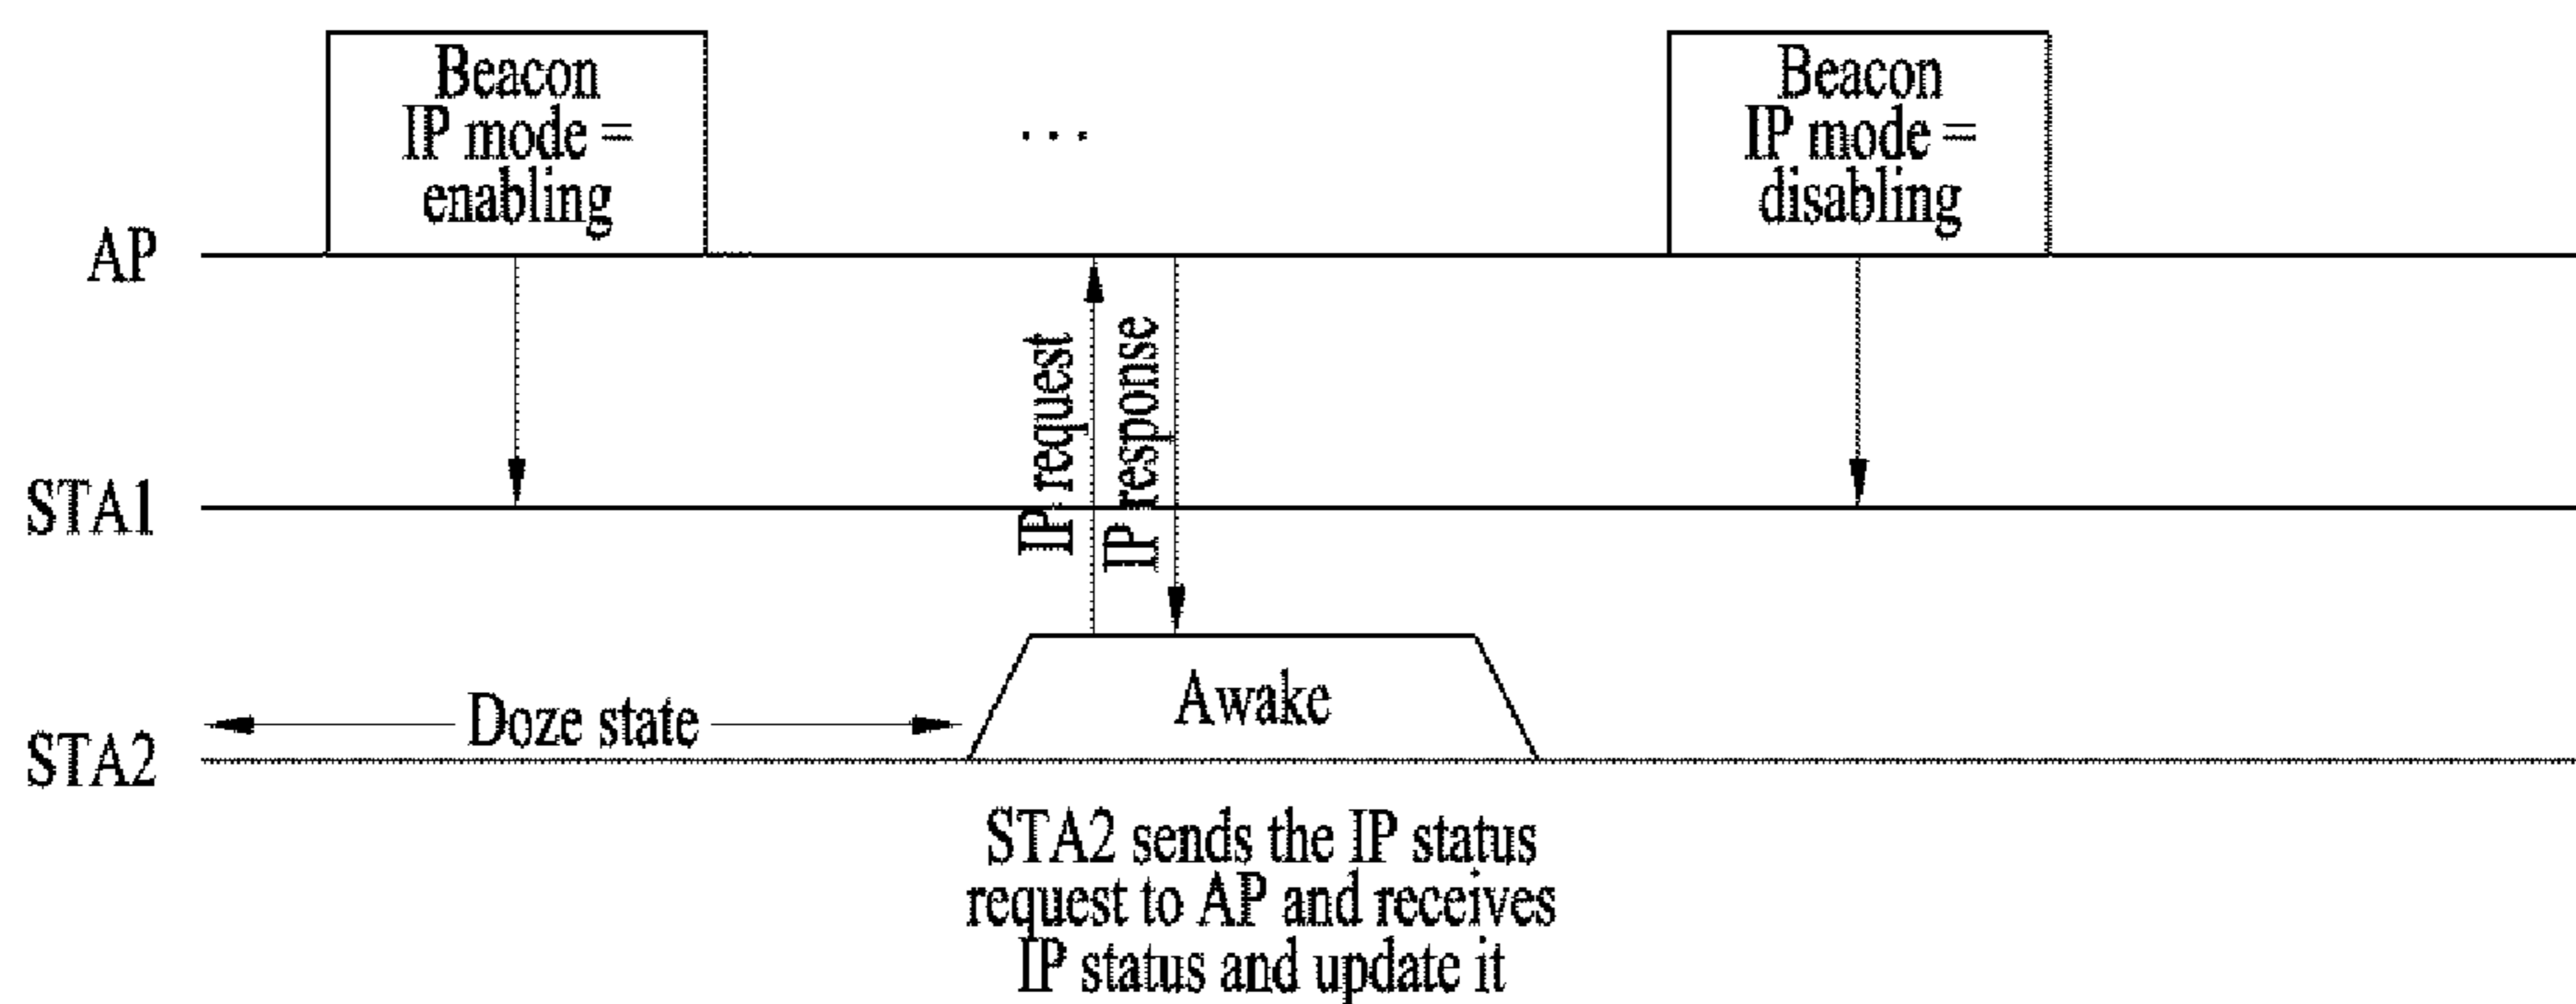 Beacon
IP mode =
enabling
...
Beacon
IP mode =
disabling
AP
IP request
IP response
STA1
Awake
Doze state
STA2
STA2 sends the IP status
request to AP and receives
IP status and update it